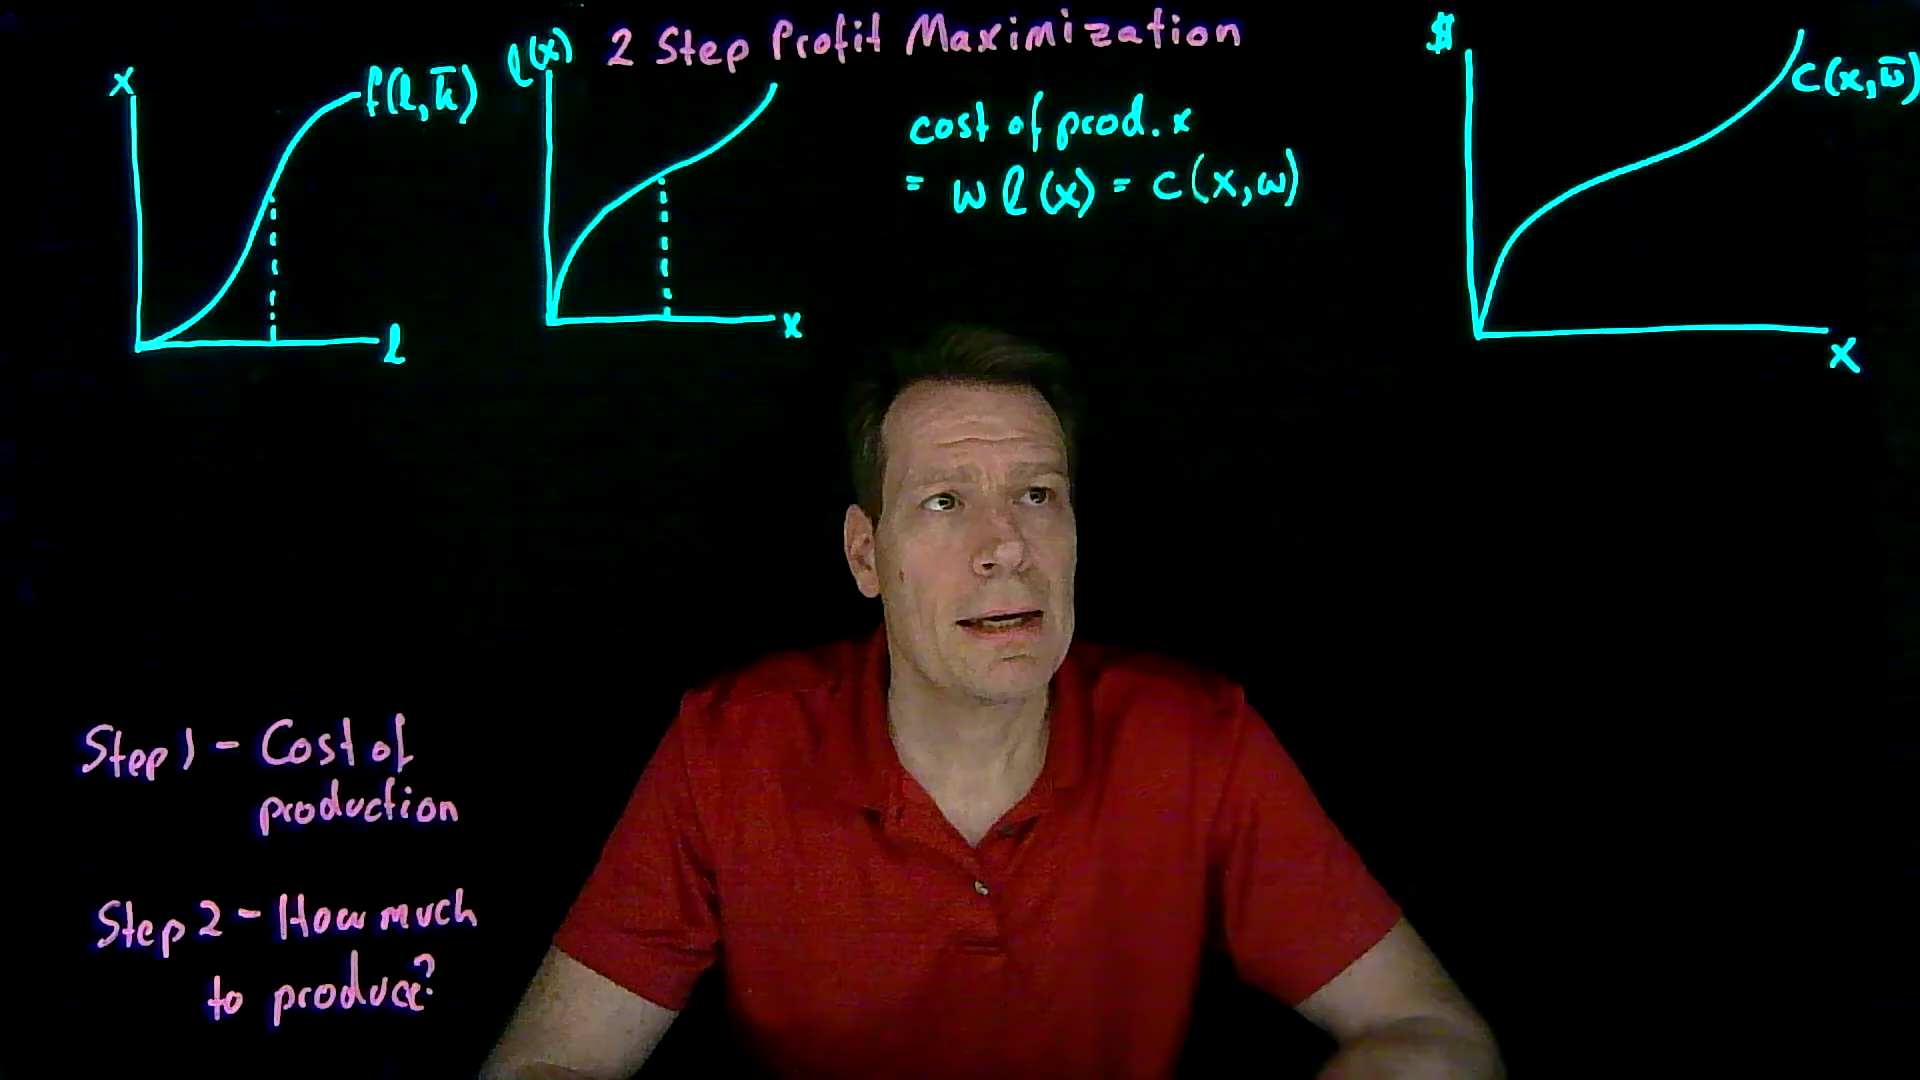 2 Step Profit Maximization
x
f(l, k̄)
l
l(x)
x
cost of prod. x
= w l(x) = c(x,w)
$
c(x, w̄)
x
Step 1 - Cost of
production
Step 2 - How much
to produce?